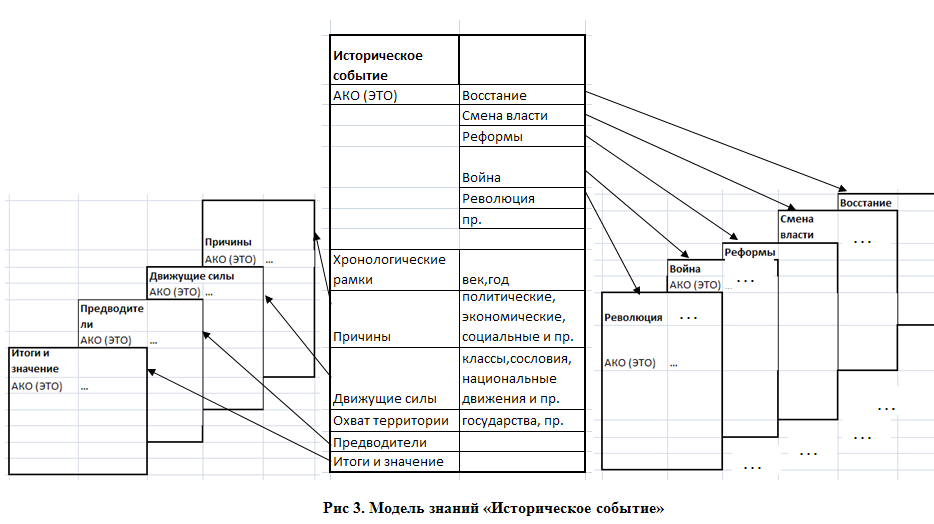 Историческое
событие
АКО (ЭТО) Восстание
Смена власти
Реформы
Война
Революция
пр.
Хронологические
рамки век,год
политические,
экономические,
Причины социальные и пр.
классы,сословия,
национальные
Движущие силы движения и пр.
Охват территории государства, пр.
Предводители
Итоги и значение
Причины
АКО (ЭТО) ...
Движущие силы
АКО (ЭТО) ...
Предводите
ли
АКО (ЭТО) ...
Итоги и
значение
АКО (ЭТО) ...
Восстание
...
Смена
власти
...
Реформы
...
Война
АКО (ЭТО) ...
...
Революция
АКО (ЭТО) ...
...
...
...
Рис 3. Модель знаний «Историческое событие»